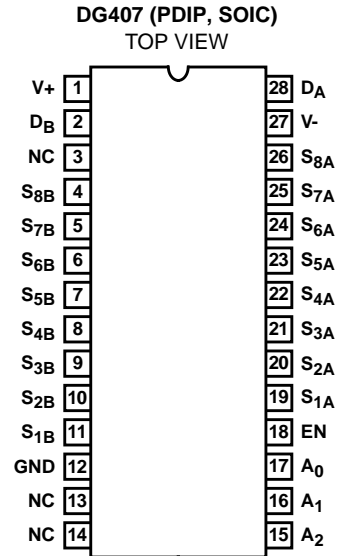 DG407 (PDIP, SOIC)
TOP VIEW
V+ 1 28 DA
DB 2 27 V-
NC 3 26 S8A
S8B 4 25 S7A
S7B 5 24 S6A
S6B 6 23 S5A
S5B 7 22 S4A
S4B 8 21 S3A
S3B 9 20 S2A
S2B 10 19 S1A
S1B 11 18 EN
GND 12 17 A0
NC 13 16 A1
NC 14 15 A2